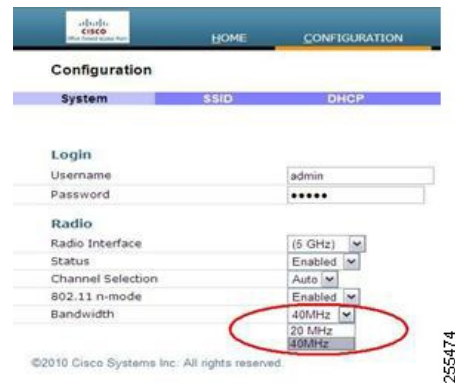 CISCO
HOME CONFIGURATION
Configuration
System SSID DHCP
Login
Username admin
Password •••••
Radio
Radio Interface (5 GHz)
Status Enabled
Channel Selection Auto
802.11 n-mode Enabled
Bandwidth 40MHz
20 MHz
40MHz
©2010 Cisco Systems Inc. All rights reserved.
255474